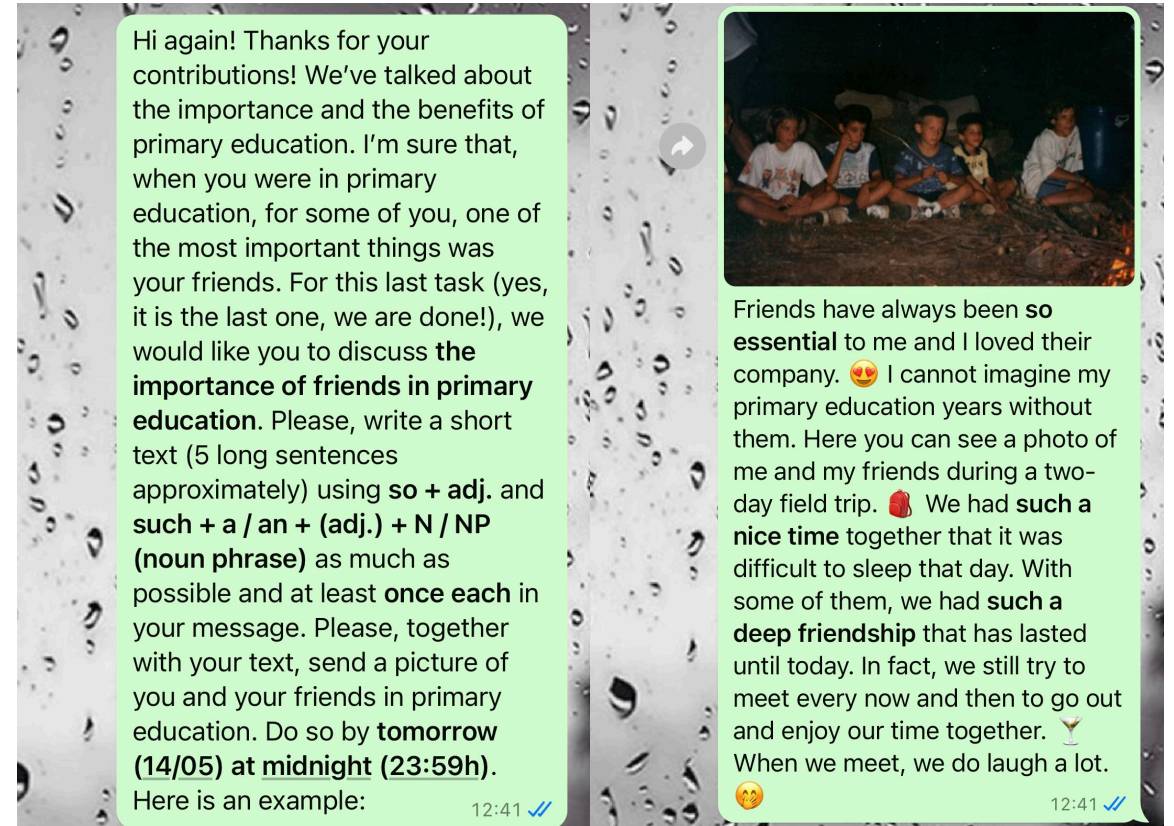 Hi again! Thanks for your
contributions! We’ve talked about
the importance and the benefits of
primary education. I’m sure that,
when you were in primary
education, for some of you, one of
the most important things was
your friends. For this last task (yes,
it is the last one, we are done!), we
would like you to discuss the
importance of friends in primary
education. Please, write a short
text (5 long sentences
approximately) using so + adj. and
such + a / an + (adj.) + N / NP
(noun phrase) as much as
possible and at least once each in
your message. Please, together
with your text, send a picture of
you and your friends in primary
education. Do so by tomorrow
(14/05) at midnight (23:59h).
Here is an example:
12:41
Friends have always been so
essential to me and I loved their
company. 😍 I cannot imagine my
primary education years without
them. Here you can see a photo of
me and my friends during a two-
day field trip. 🎒 We had such a
nice time together that it was
difficult to sleep that day. With
some of them, we had such a
deep friendship that has lasted
until today. In fact, we still try to
meet every now and then to go out
and enjoy our time together. 🍸
When we meet, we do laugh a lot.
🤭
12:41